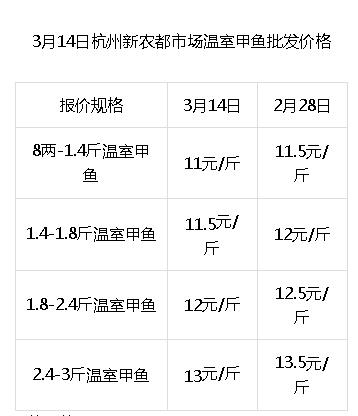 3月14日杭州新农都市场温室甲鱼批发价格
报价规格
3月14日
2月28日
8两-1.4斤温室甲
鱼
11元/斤
11.5元/
斤
1.4-1.8斤温室甲鱼
11.5元/
斤
12元/斤
1.8-2.4斤温室甲鱼
12元/斤
12.5元/
斤
2.4-3斤温室甲鱼
13元/斤
13.5元/
斤